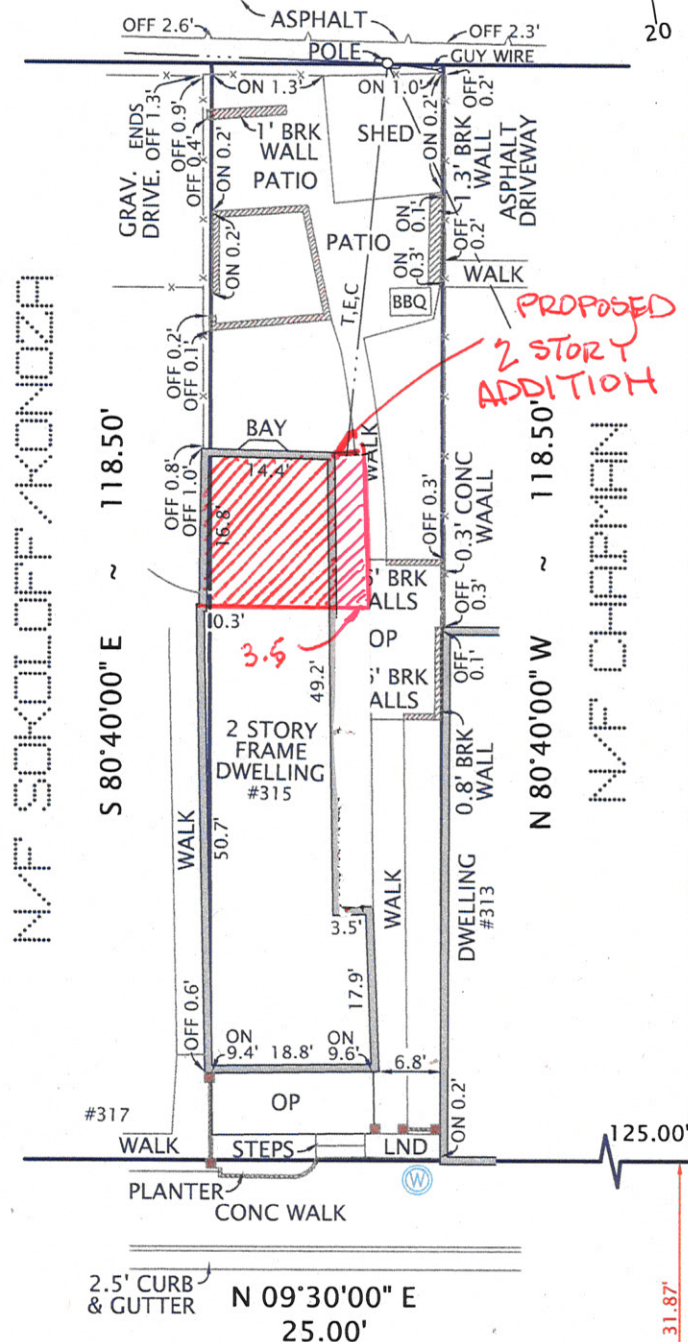 ASPHALT
20
OFF 2.6'
OFF 2.3'
POLE
GUY WIRE
ON 1.3'
ON 1.0'
OFF 0.2'
ENDS
OFF 1.3'
OFF 0.9'
OFF 0.4'
ON 0.2'
1' BRK
WALL
PATIO
SHED
ON 0.2'
1.3' BRK
WALL
ASPHALT
DRIVEWAY
GRAV.
DRIVE.
ON 0.2'
PATIO
ON 0.1'
ON 0.3'
OFF 0.2'
WALK
BBQ
T,E,C
OFF 0.2'
OFF 0.1'
PROPOSED
2 STORY
ADDITION
N/F SOKOLOFF/KONDZA
S 80°40'00" E ~ 118.50'
N 80°40'00" W ~ 118.50'
N/F CHAPMAN
BAY
14.4'
WALK
OFF 0.8'
OFF 1.0'
16.8'
OFF 0.3'
0.3' CONC
WAALL
BRK
ALLS
OFF 0.3'
0.3'
OP
OFF 0.1'
3.5
BRK
ALLS
49.2'
2 STORY
FRAME
DWELLING
#315
0.8' BRK
WALL
WALK
50.7'
WALK
DWELLING
#313
3.5'
17.9'
OFF 0.6'
ON
9.4'
18.8'
ON
9.6'
6.8'
OP
ON 0.2'
#317
WALK
STEPS
LND
125.00'
W
PLANTER
CONC WALK
31.87'
2.5' CURB
& GUTTER
N 09°30'00" E
25.00'